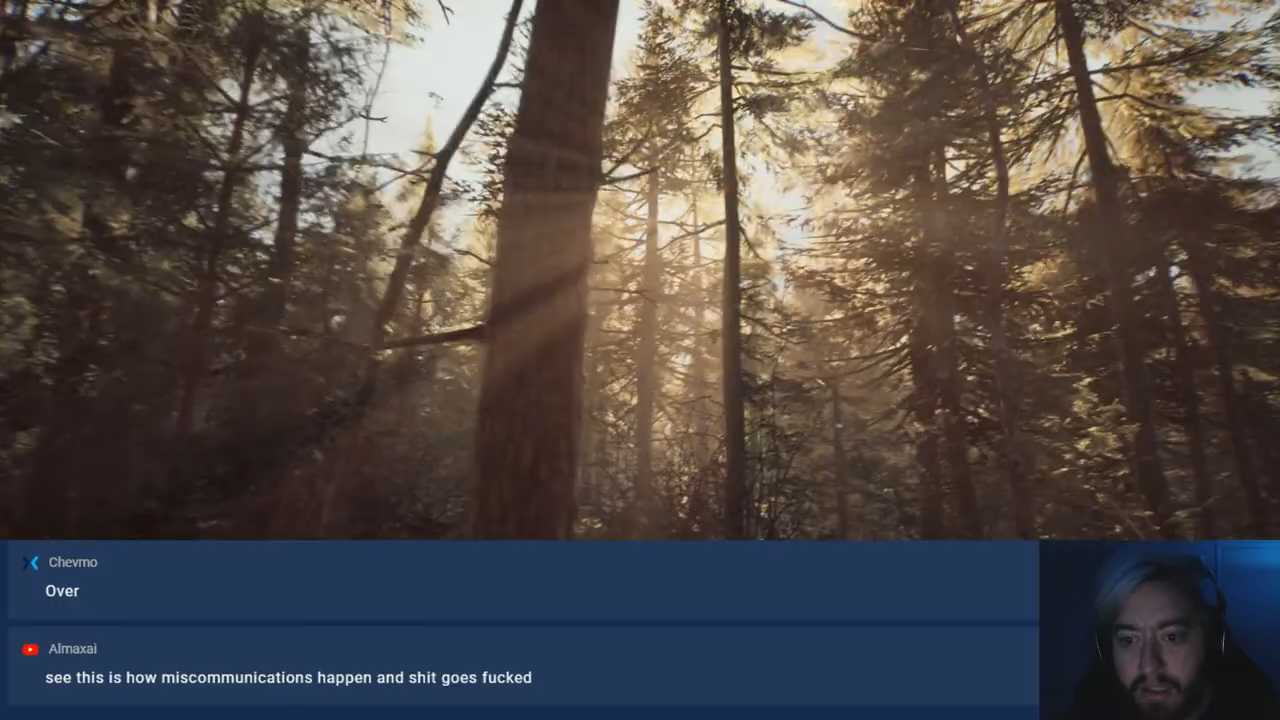 Chevmo
Over
Almaxai
see this is how miscommunications happen and shit goes fucked